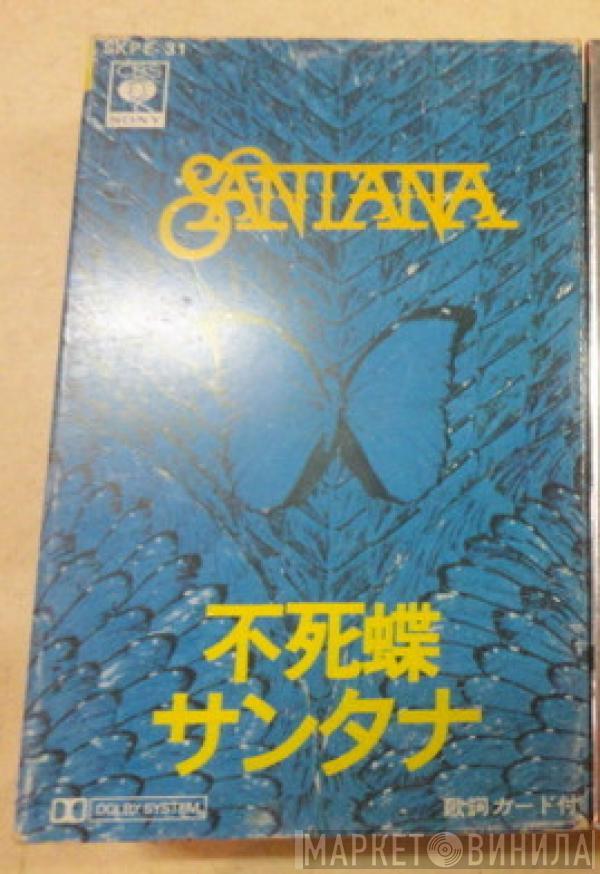 SKPE 31
CBS
SONY
SANTANA
不死蝶
サンタナ
DOLBY SYSTEM
歌詞カード付
МАРКЕТ ВИНИЛА